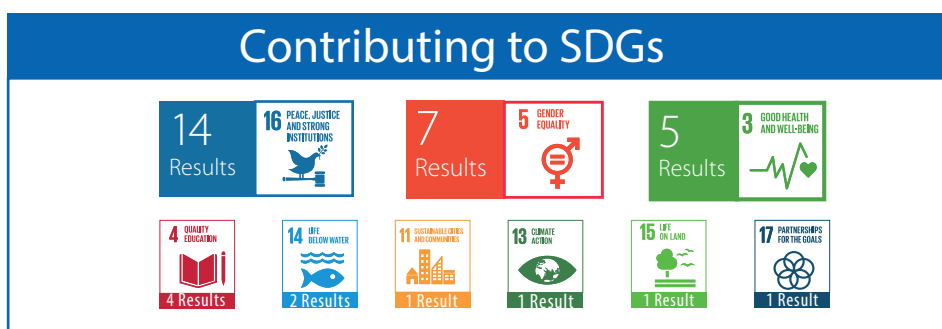 Contributing to SDGs
14
Results
16 PEACE, JUSTICE
AND STRONG
INSTITUTIONS
7
Results
5 GENDER
EQUALITY
5
Results
3 GOOD HEALTH
AND WELL-BEING
4 QUALITY
EDUCATION
4 Results
14 LIFE
BELOW WATER
2 Results
11 SUSTAINABLE CITIES
AND COMMUNITIES
1 Result
13 CLIMATE
ACTION
1 Result
15 LIFE
ON LAND
1 Result
17 PARTNERSHIPS
FOR THE GOALS
1 Result